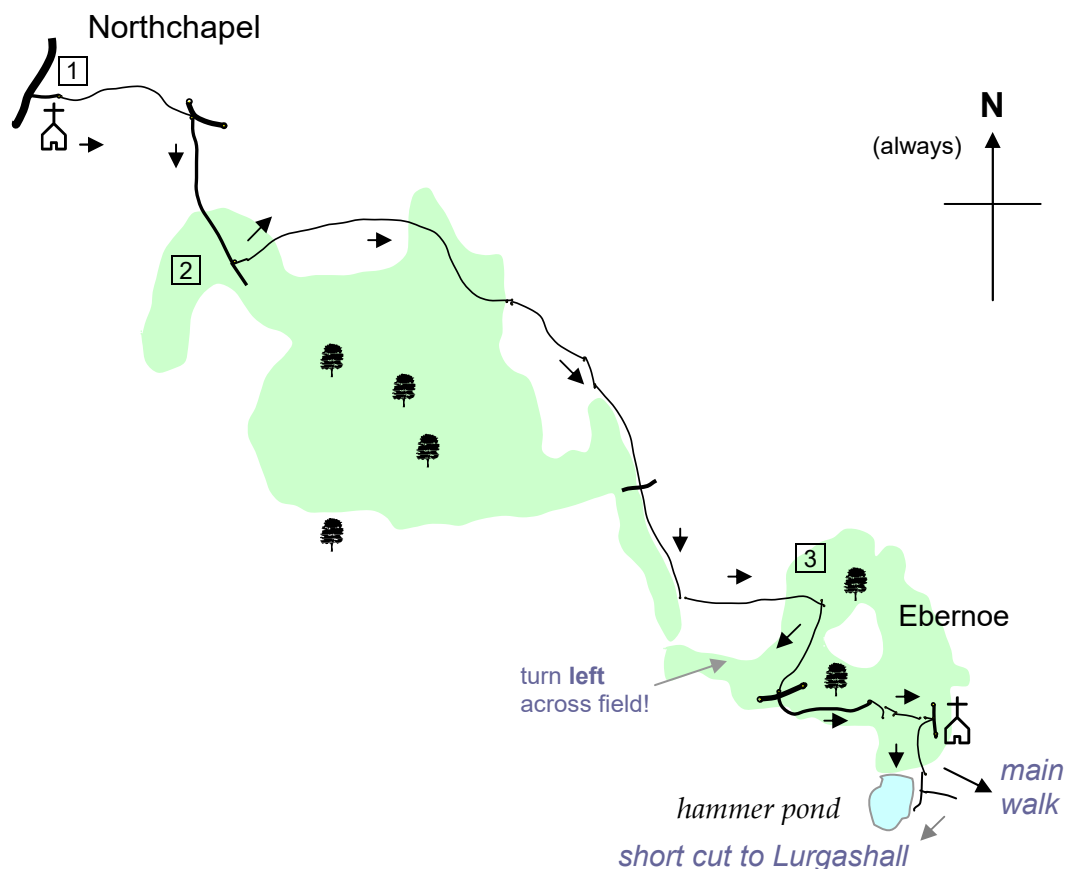 Northchapel
1
N
(always)
2
3
Ebernoe
turn left
across field!
main
walk
hammer pond
short cut to Lurgashall